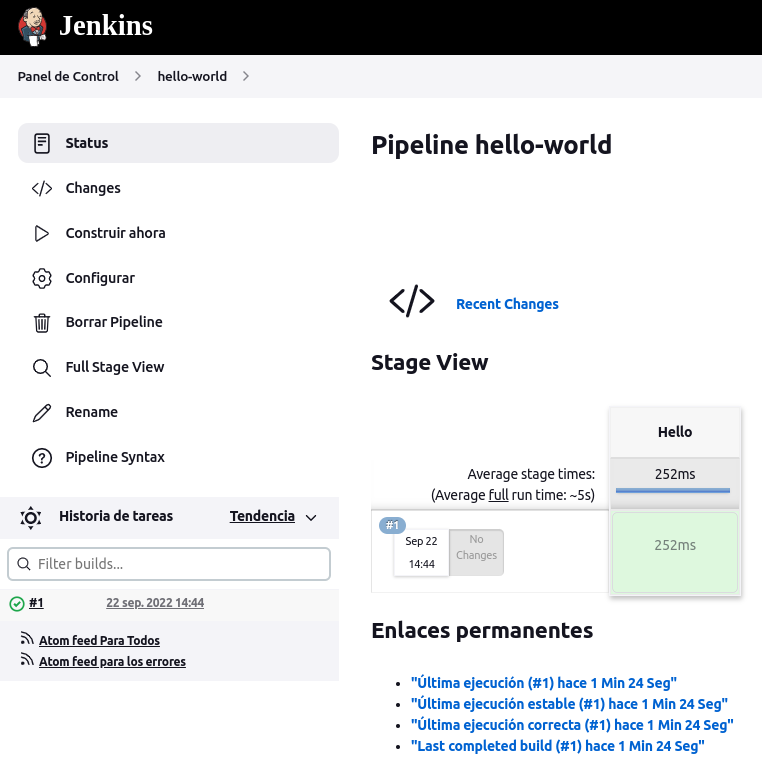 Jenkins
Panel de Control
hello-world
Status
Changes
Construir ahora
Configurar
Borrar Pipeline
Full Stage View
Rename
Pipeline Syntax
Historia de tareas
Tendencia
Filter builds...
#1
22 sep. 2022 14:44
Atom feed Para Todos
Atom feed para los errores
Pipeline hello-world
Recent Changes
Stage View
Hello
Average stage times:
252ms
(Average full run time: ~5s)
#1
Sep 22
14:44
No
Changes
252ms
Enlaces permanentes
"Última ejecución (#1) hace 1 Min 24 Seg"
"Última ejecución estable (#1) hace 1 Min 24 Seg"
"Última ejecución correcta (#1) hace 1 Min 24 Seg"
"Last completed build (#1) hace 1 Min 24 Seg"